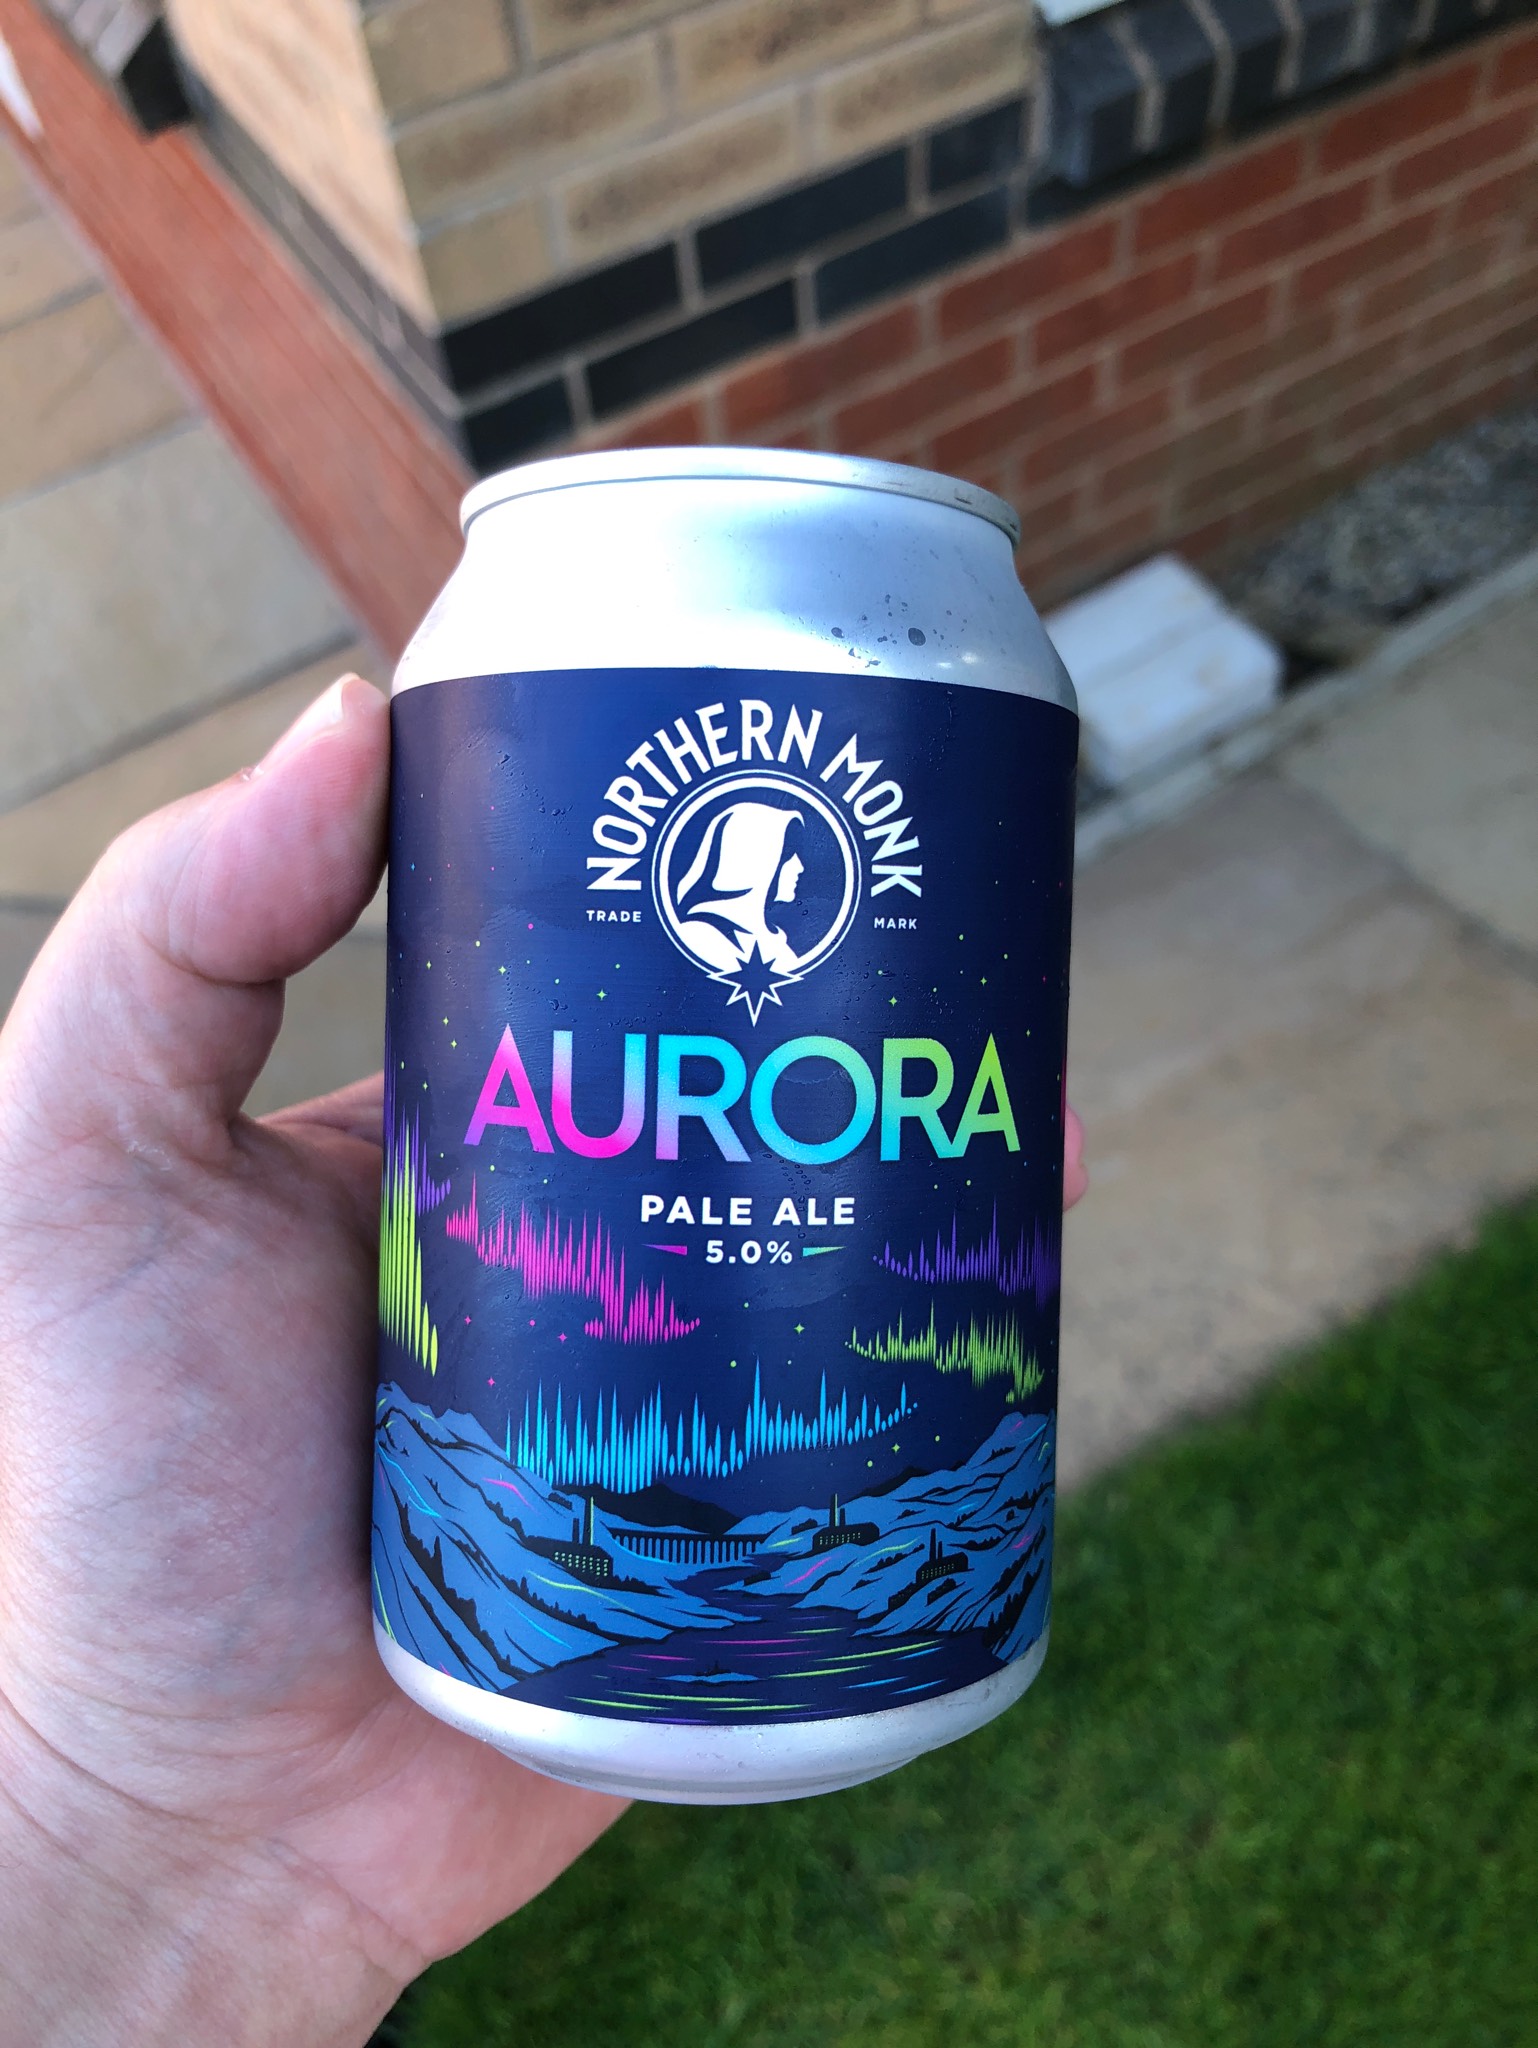 NORTHERN MONK
TRADE MARK
AURORA
PALE ALE
5.0%